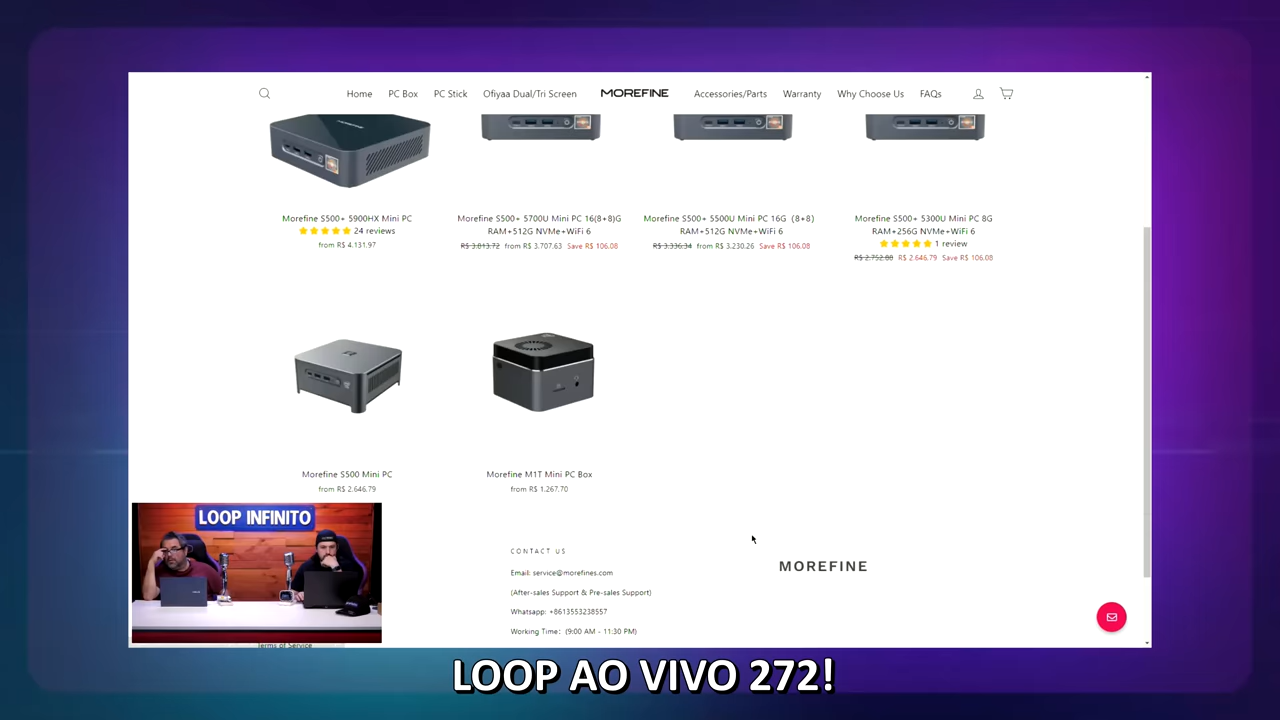 Home PC Box PC Stick Ofiyaa Dual/Tri Screen MOREFINE Accessories/Parts Warranty Why Choose Us FAQs
Morefine S500+ 5900HX Mini PC
24 reviews
from R$ 4.131.97
Morefine S500+ 5700U Mini PC 16(8+8)G
RAM+512G NVMe+WiFi 6
R$ 3.813.72 from R$ 3.707.63 Save R$ 106.08
Morefine S500+ 5500U Mini PC 16G（8+8)
RAM+512G NVMe+WiFi 6
R$ 3.336.34 from R$ 3.230.26 Save R$ 106.08
Morefine S500+ 5300U Mini PC 8G
RAM+256G NVMe+WiFi 6
1 review
R$ 2.752.88 R$ 2.646.79 Save R$ 106.08
Morefine S500 Mini PC
from R$ 2.646.79
Morefine M1T Mini PC Box
from R$ 1.267.70
LOOP INFINITO
CONTACT US
Email: service@morefines.com
(After-sales Support & Pre-sales Support)
Whatsapp: +8613553238557
Working Time：(9:00 AM - 11:30 PM)
MOREFINE
Terms of Service
LOOP AO VIVO 272!